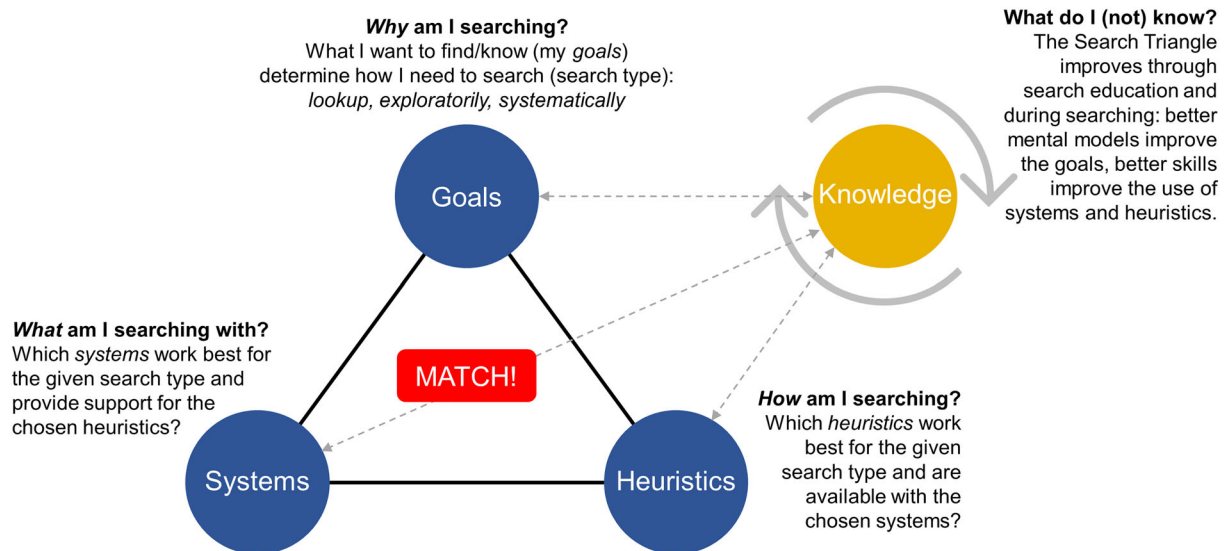 Why am I searching?
What I want to find/know (my goals)
determine how I need to search (search type):
lookup, exploratorily, systematically
What do I (not) know?
The Search Triangle
improves through
search education and
during searching: better
mental models improve
the goals, better skills
improve the use of
systems and heuristics.
Goals
Knowledge
What am I searching with?
Which systems work best for
the given search type and
provide support for the
chosen heuristics?
MATCH!
How am I searching?
Which heuristics work
best for the given
search type and are
available with the
chosen systems?
Systems
Heuristics